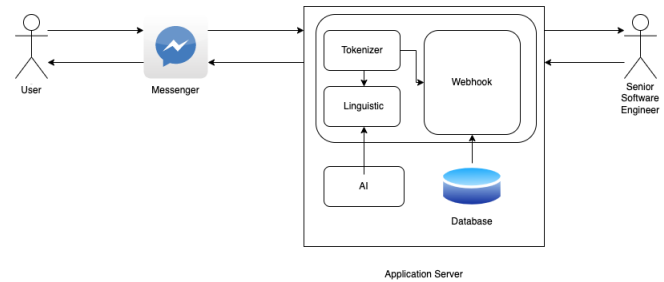 Tokenizer
Webhook
Linguistic
User
Messenger
Senior
Software
Engineer
AI
Database
Application Server